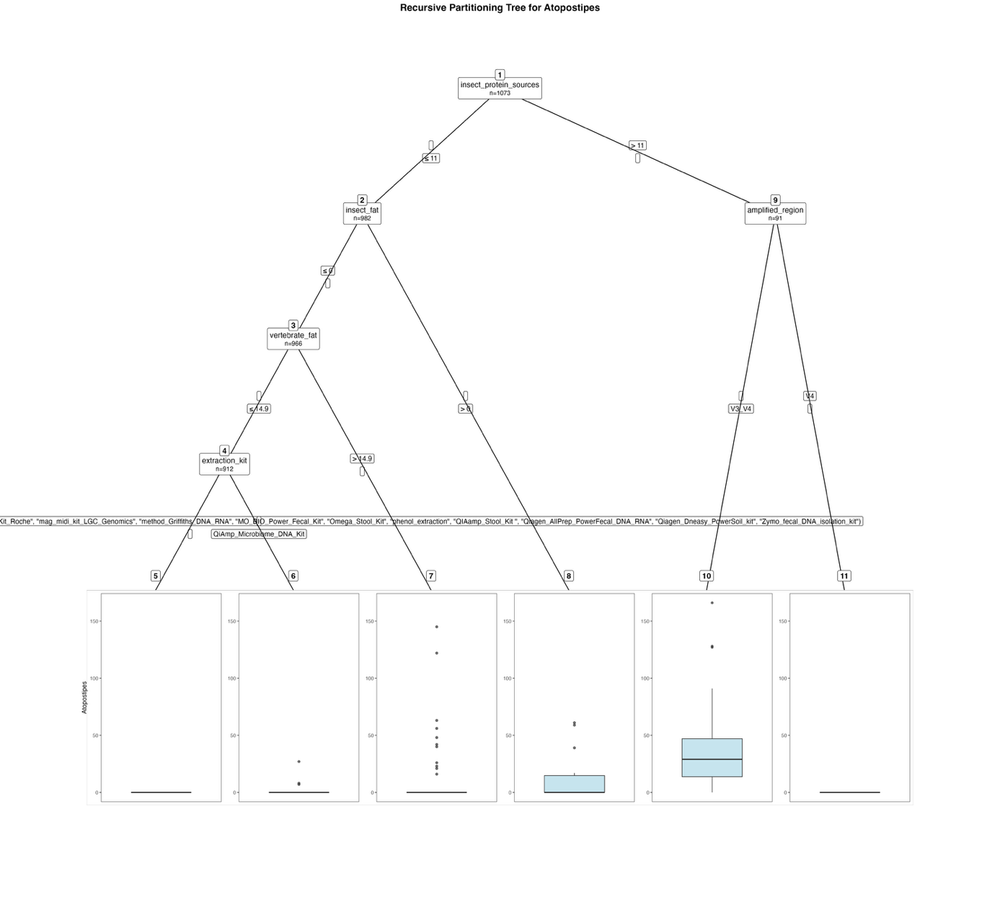 Recursive Partitioning Tree for Atopostipes
1
insect_protein_sources
n=1073
≤ 11
> 11
2
insect_fat
n=982
9
amplified_region
n=91
≤ 0
3
vertebrate_fat
n=966
≤ 14.9
> 0
V3_V4
V4
4
extraction_kit
n=912
> 14.9
Kit_Roche", "mag_midi_kit_LGC_Genomics", "method_Griffiths_DNA_RNA", "MO_BIO_Power_Fecal_Kit", "Omega_Stool_Kit", "phenol_extraction", "QIAamp_Stool_Kit ", "Qiagen_AllPrep_PowerFecal_DNA_RNA", "Qiagen_Dneasy_PowerSoil_kit", "Zymo_fecal_DNA_isolation_kit")
QiAmp_Microbiome_DNA_Kit
5 6 7 8 10 11
150 150 150 150 150 150
100 100 100 100 100 100
Atopostipes
50 50 50 50 50 50
0 0 0 0 0 0